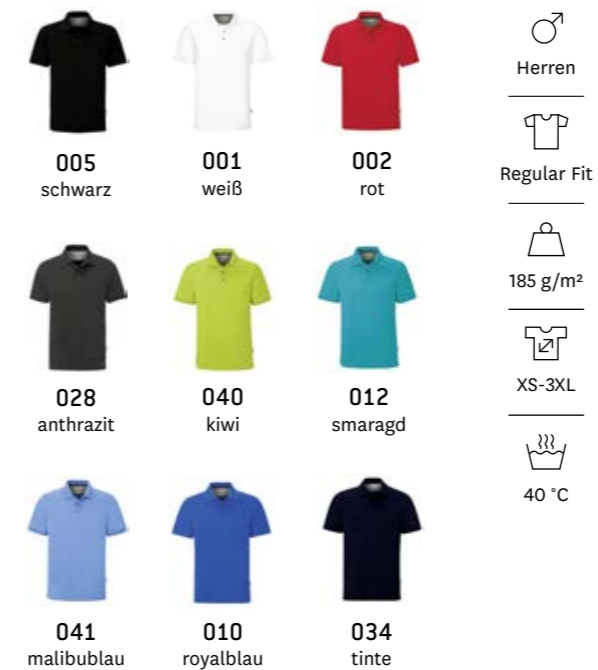 005
schwarz
001
weiß
002
rot
028
anthrazit
040
kiwi
012
smaragd
041
malibublau
010
royalblau
034
tinte
Herren
Regular Fit
185 g/m²
XS-3XL
40 °C